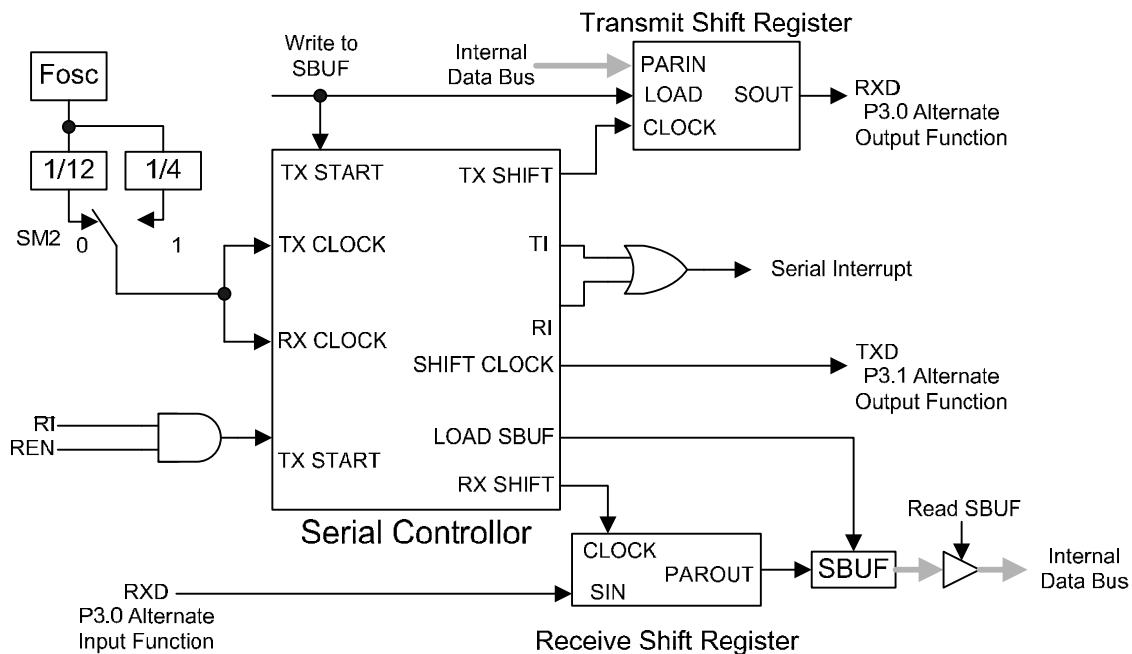 Transmit Shift Register
Write to
SBUF
Internal
Data Bus
Fosc
PARIN
LOAD
SOUT
CLOCK
RXD
P3.0 Alternate
Output Function
1/12
1/4
TX START
TX SHIFT
SM2
0
1
TX CLOCK
TI
Serial Interrupt
RI
RX CLOCK
SHIFT CLOCK
TXD
P3.1 Alternate
Output Function
RI
REN
LOAD SBUF
TX START
RX SHIFT
Serial Controllor
Read SBUF
CLOCK
PAROUT
SIN
SBUF
Internal
Data Bus
RXD
P3.0 Alternate
Input Function
Receive Shift Register